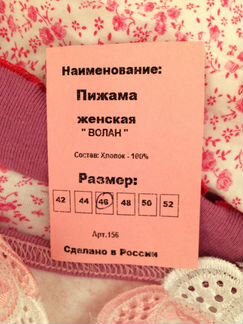 Наименование:
Пижама
женская
" ВОЛАН "
Состав: Хлопок - 100%
Размер:
42 44 46 48 50 52
Арт.156
Сделано в России